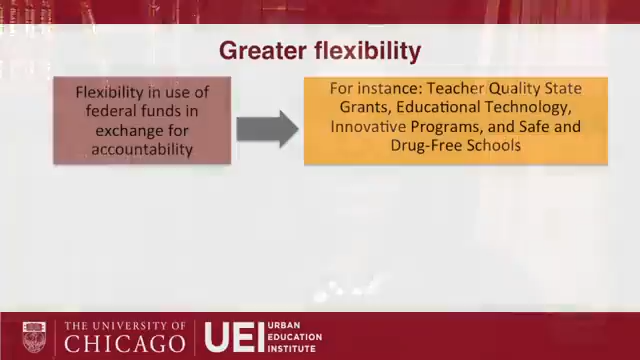 Greater flexibility
Flexibility in use of
federal funds in
exchange for
accountability
For instance: Teacher Quality State
Grants, Educational Technology,
Innovative Programs, and Safe and
Drug-Free Schools
THE UNIVERSITY OF
CHICAGO
UEI
URBAN
EDUCATION
INSTITUTE